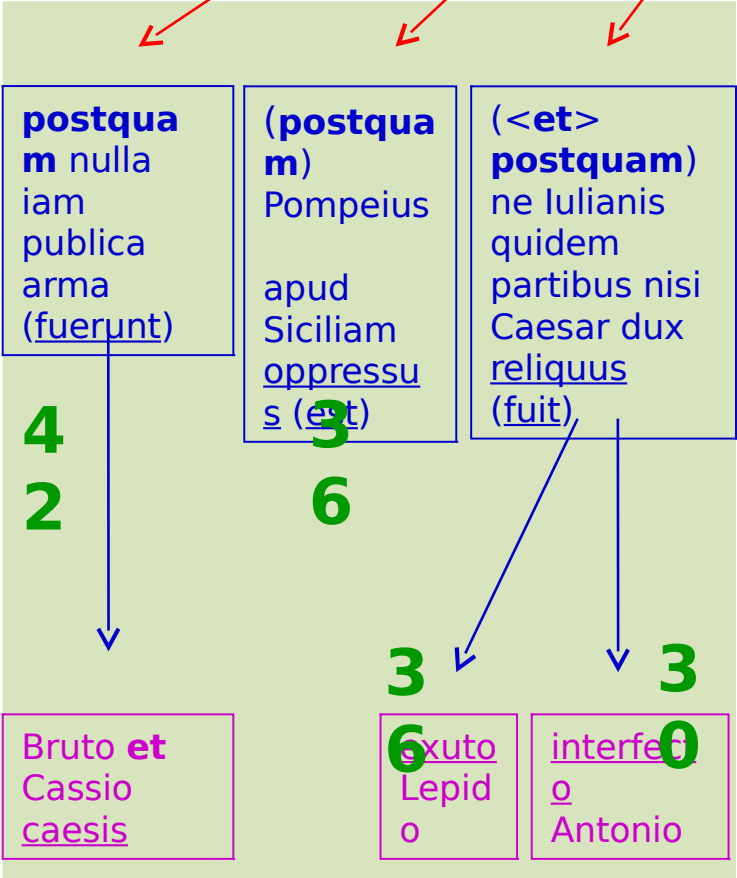 postqua
m nulla
iam
publica
arma
(fuerunt)
(postqua
m)
Pompeius
apud
Siciliam
oppressu
s (est)
(<et>
postquam)
ne Iulianis
quidem
partibus nisi
Caesar dux
reliquus
(fuit)
4
2
3
6
3
6
3
0
Bruto et
Cassio
caesis
exuto
Lepid
o
interfect
o
Antonio